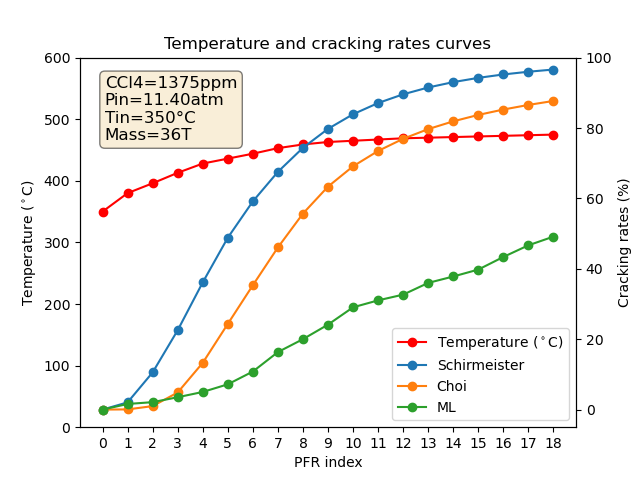 Temperature and cracking rates curves
600
500
400
300
200
100
0
Temperature (°C)
CCl4=1375ppm
Pin=11.40atm
Tin=350°C
Mass=36T
100
80
60
40
20
0
Cracking rates (%)
Temperature (°C)
Schirmeister
Choi
ML
0 1 2 3 4 5 6 7 8 9 10 11 12 13 14 15 16 17 18
PFR index